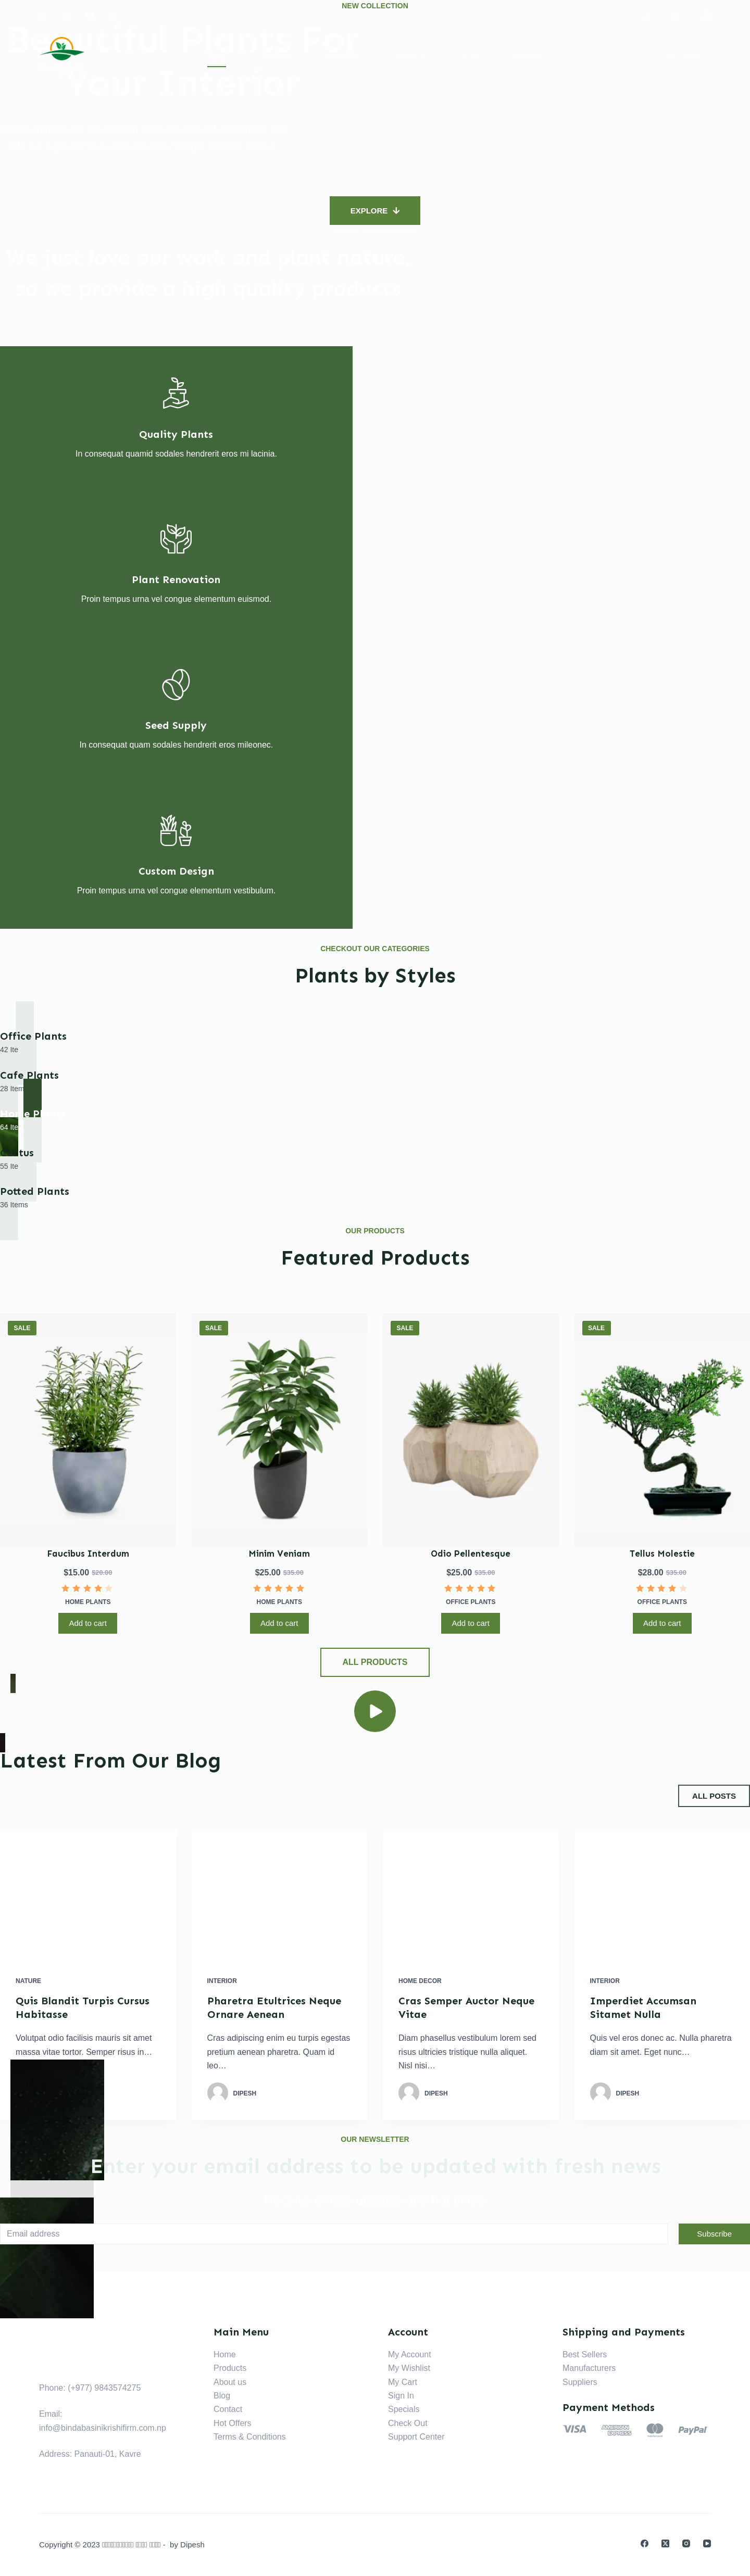 NEW COLLECTION
Beautiful Plants For
Your Interior
EXPLORE
We just love our work and plant nature
so we provide a high quality products
Quality Plants
In consequat quamid sodales hendrerit eros mi lacinia.
Plant Renovation
Proin tempus urna vel congue elementum euismod.
Seed Supply
In consequat quam sodales hendrerit eros mileonec.
Custom Design
Proin tempus urna vel congue elementum vestibulum.
CHECKOUT OUR CATEGORIES
Plants by Styles
Office Plants
42 Ite
Cafe Plants
28 Item
64 Ite
55 Ite
Potted Plants
36 Items
OUR PRODUCTS
Featured Products
SALE
SALE
SALE
SALE
Faucibus Interdum
$15.00 $20.00
HOME PLANTS
Add to cart
Minim Veniam
$25.00 $35.00
HOME PLANTS
Add to cart
Odio Pellentesque
$25.00 $35.00
OFFICE PLANTS
Add to cart
Tellus Molestie
$28.00 $35.00
OFFICE PLANTS
Add to cart
ALL PRODUCTS
Latest From Our Blog
ALL POSTS
NATURE
Quis Blandit Turpis Cursus
Habitasse
Volutpat odio facilisis mauris sit amet
massa vitae tortor. Semper risus in…
INTERIOR
Pharetra Etultrices Neque
Ornare Aenean
Cras adipiscing enim eu turpis egestas
pretium aenean pharetra. Quam id
leo…
DIPESH
HOME DECOR
Cras Semper Auctor Neque
Vitae
Diam phasellus vestibulum lorem sed
risus ultricies tristique nulla aliquet.
Nisl nisi…
DIPESH
INTERIOR
Imperdiet Accumsan
Sitamet Nulla
Quis vel eros donec ac. Nulla pharetra
diam sit amet. Eget nunc…
DIPESH
OUR NEWSLETTER
Enter your email address to be updated with fresh news
Email address
Subscribe
Phone: (+977) 9843574275
Email:
info@bindabasinikrishifirm.com.np
Address: Panauti-01, Kavre
Main Menu
Home
Products
About us
Blog
Contact
Hot Offers
Terms & Conditions
Account
My Account
My Wishlist
My Cart
Sign In
Specials
Check Out
Support Center
Shipping and Payments
Best Sellers
Manufacturers
Suppliers
Payment Methods
VISA
AMERICAN EXPRESS
PayPal
Copyright © 2023
- by Dipesh